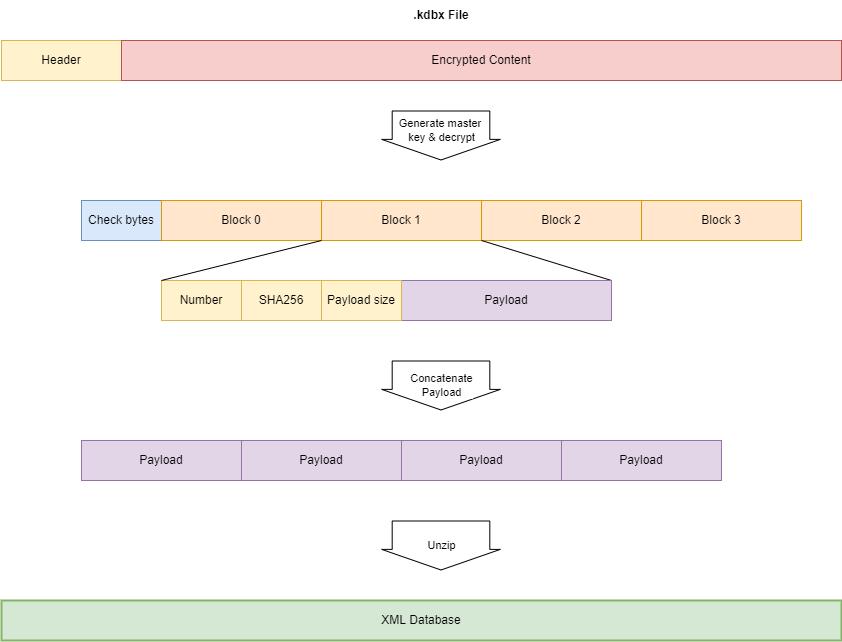 .kdbx File
Header
Encrypted Content
Generate master
key & decrypt
Check bytes
Block 0
Block 1
Block 2
Block 3
Number
SHA256
Payload size
Payload
Concatenate
Payload
Payload
Payload
Payload
Payload
Unzip
XML Database